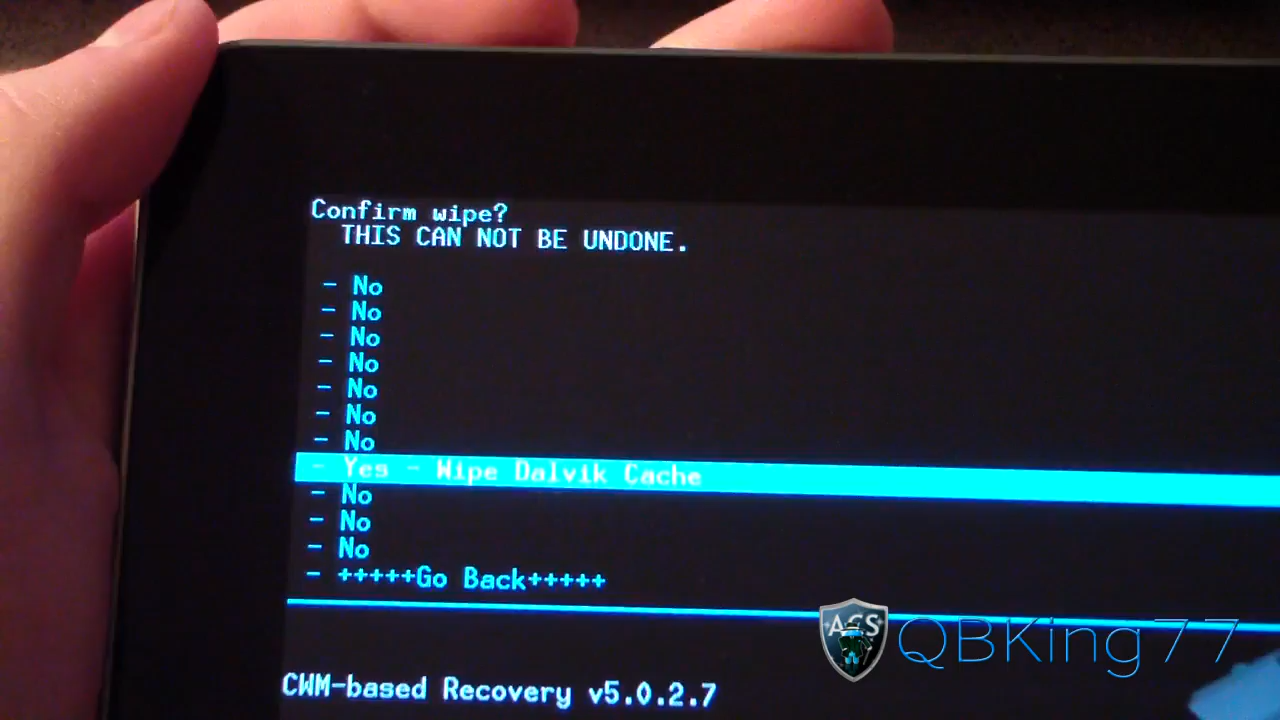 Confirm wipe?
THIS CAN NOT BE UNDONE.
- No
- No
- No
- No
- No
- No
- No
- Yes - Wipe Dalvik Cache
- No
- No
- No
- +++++Go Back+++++
ACS
QBKing77
CWM-based Recovery v5.0.2.7